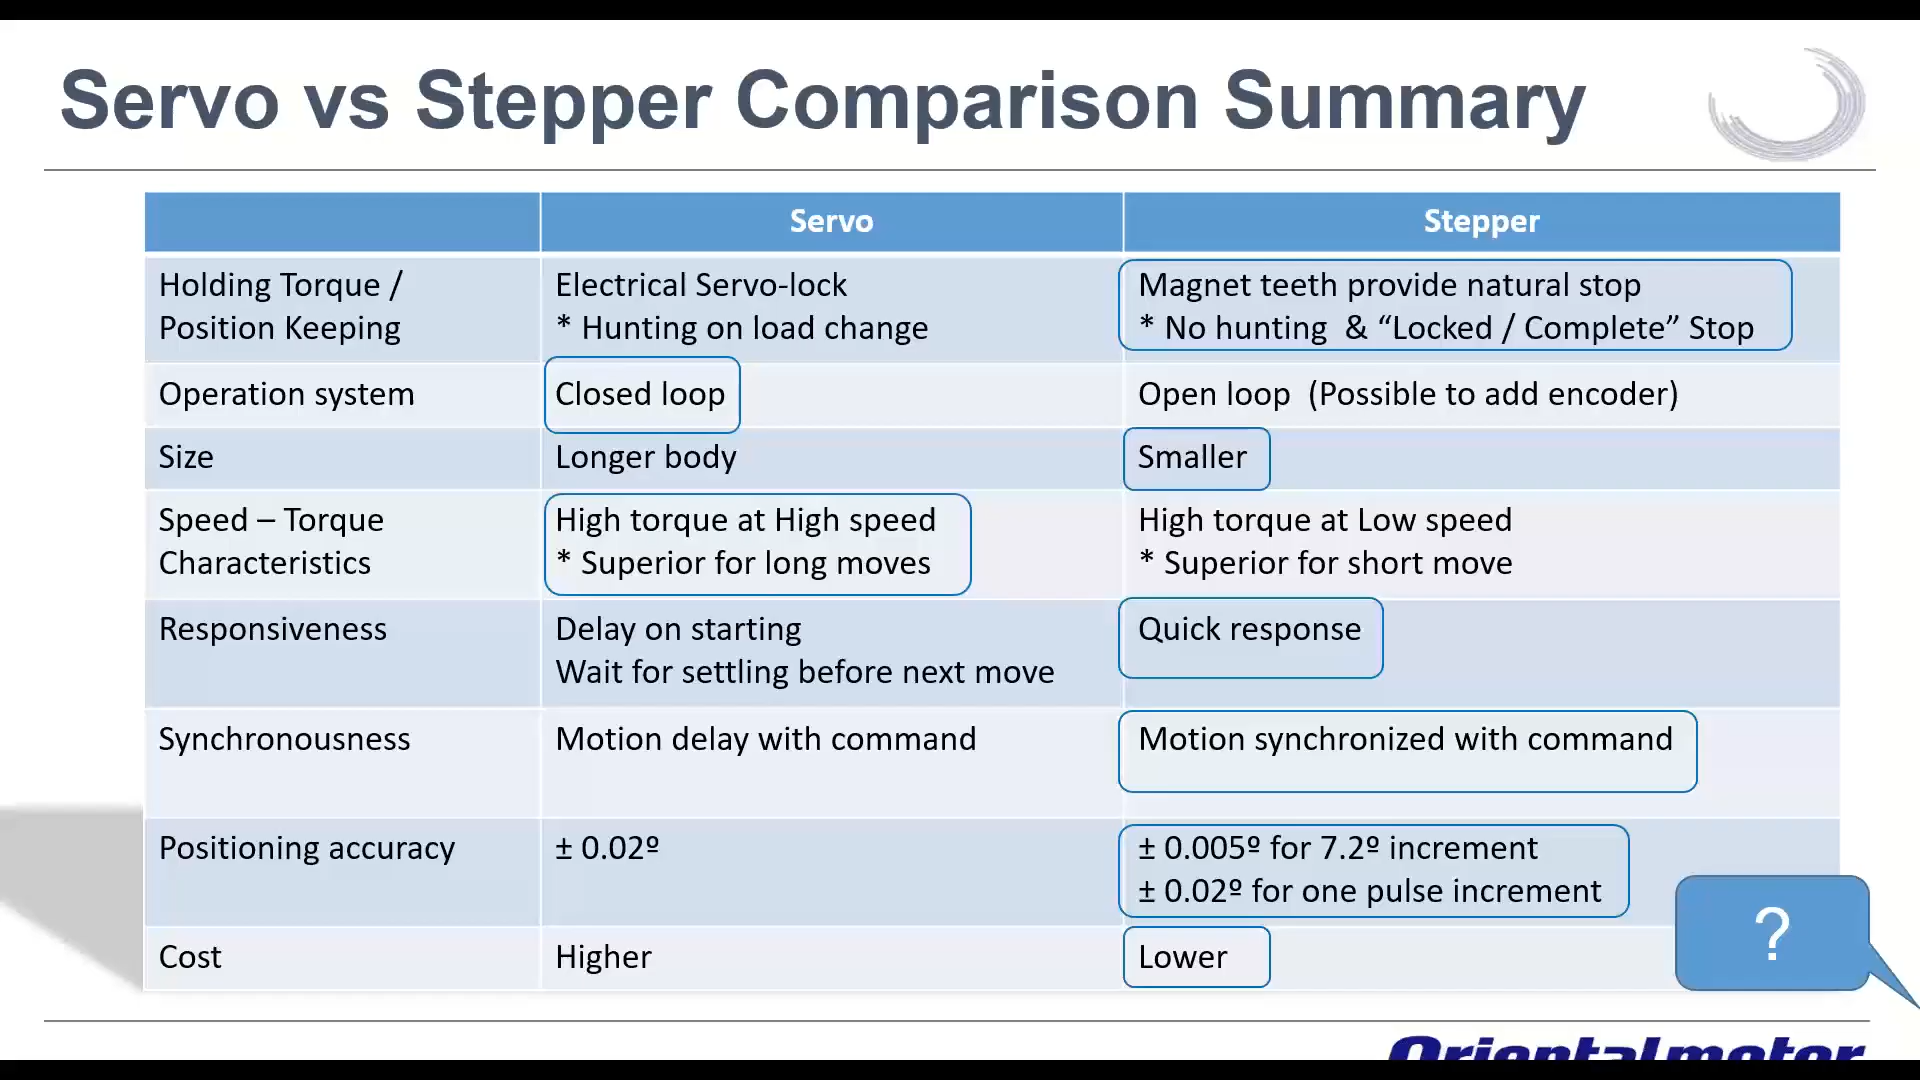 Servo vs Stepper Comparison Summary
Servo
Stepper
Holding Torque /
Position Keeping
Electrical Servo-lock
* Hunting on load change
Magnet teeth provide natural stop
* No hunting & “Locked / Complete” Stop
Operation system
Closed loop
Open loop (Possible to add encoder)
Size
Longer body
Smaller
Speed – Torque
Characteristics
High torque at High speed
* Superior for long moves
High torque at Low speed
* Superior for short move
Responsiveness
Delay on starting
Wait for settling before next move
Quick response
Synchronousness
Motion delay with command
Motion synchronized with command
Positioning accuracy
± 0.02º
± 0.005º for 7.2º increment
± 0.02º for one pulse increment
Cost
Higher
Lower
?
Orientalmotor